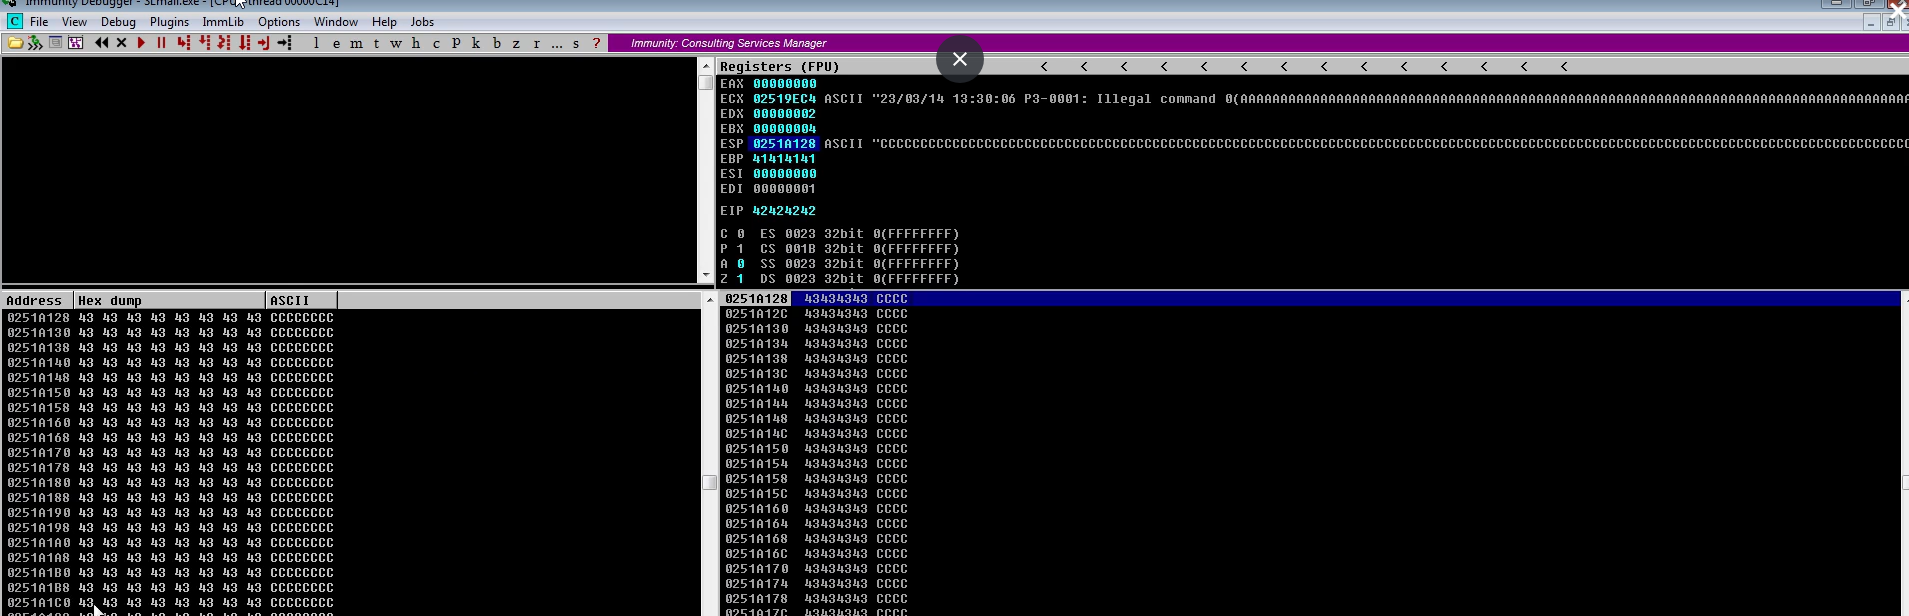 Immunity Debugger - SLmail.exe - [CPU - thread 00000C14]
C File View Debug Plugins ImmLib Options Window Help Jobs
l e m t w h c P k b z r ... s ? Immunity: Consulting Services Manager
Registers (FPU) < < < < < < < < < < < < < <
EAX 00000000
ECX 02519EC4 ASCII "23/03/14 13:30:06 P3-0001: Illegal command 0(AAAAAAAAAAAAAAAAAAAAAAAAAAAAAAAAAAAAAAAAAAAAAAAAAAAAAAAAAAAAAAAAAAAAAAAAAAAAAAAAAAAA
EDX 00000002
EBX 00000004
ESP 0251A128 ASCII "CCCCCCCCCCCCCCCCCCCCCCCCCCCCCCCCCCCCCCCCCCCCCCCCCCCCCCCCCCCCCCCCCCCCCCCCCCCCCCCCCCCCCCCCCCCCCCCCCCCCCCCCCCCCCCCCCCCCCCCCCCCCCCCCC
EBP 41414141
ESI 00000000
EDI 00000001
EIP 42424242
C 0 ES 0023 32bit 0(FFFFFFFF)
P 1 CS 001B 32bit 0(FFFFFFFF)
A 0 SS 0023 32bit 0(FFFFFFFF)
Z 1 DS 0023 32bit 0(FFFFFFFF)
Address Hex dump ASCII
0251A128 43 43 43 43 43 43 43 43 CCCCCCCC
0251A130 43 43 43 43 43 43 43 43 CCCCCCCC
0251A138 43 43 43 43 43 43 43 43 CCCCCCCC
0251A140 43 43 43 43 43 43 43 43 CCCCCCCC
0251A148 43 43 43 43 43 43 43 43 CCCCCCCC
0251A150 43 43 43 43 43 43 43 43 CCCCCCCC
0251A158 43 43 43 43 43 43 43 43 CCCCCCCC
0251A160 43 43 43 43 43 43 43 43 CCCCCCCC
0251A168 43 43 43 43 43 43 43 43 CCCCCCCC
0251A170 43 43 43 43 43 43 43 43 CCCCCCCC
0251A178 43 43 43 43 43 43 43 43 CCCCCCCC
0251A180 43 43 43 43 43 43 43 43 CCCCCCCC
0251A188 43 43 43 43 43 43 43 43 CCCCCCCC
0251A190 43 43 43 43 43 43 43 43 CCCCCCCC
0251A198 43 43 43 43 43 43 43 43 CCCCCCCC
0251A1A0 43 43 43 43 43 43 43 43 CCCCCCCC
0251A1A8 43 43 43 43 43 43 43 43 CCCCCCCC
0251A1B0 43 43 43 43 43 43 43 43 CCCCCCCC
0251A1B8 43 43 43 43 43 43 43 43 CCCCCCCC
0251A1C0 43 43 43 43 43 43 43 43 CCCCCCCC
0251A128 43434343 CCCC
0251A12C 43434343 CCCC
0251A130 43434343 CCCC
0251A134 43434343 CCCC
0251A138 43434343 CCCC
0251A13C 43434343 CCCC
0251A140 43434343 CCCC
0251A144 43434343 CCCC
0251A148 43434343 CCCC
0251A14C 43434343 CCCC
0251A150 43434343 CCCC
0251A154 43434343 CCCC
0251A158 43434343 CCCC
0251A15C 43434343 CCCC
0251A160 43434343 CCCC
0251A164 43434343 CCCC
0251A168 43434343 CCCC
0251A16C 43434343 CCCC
0251A170 43434343 CCCC
0251A174 43434343 CCCC
0251A178 43434343 CCCC
0251A17C 43434343 CCCC